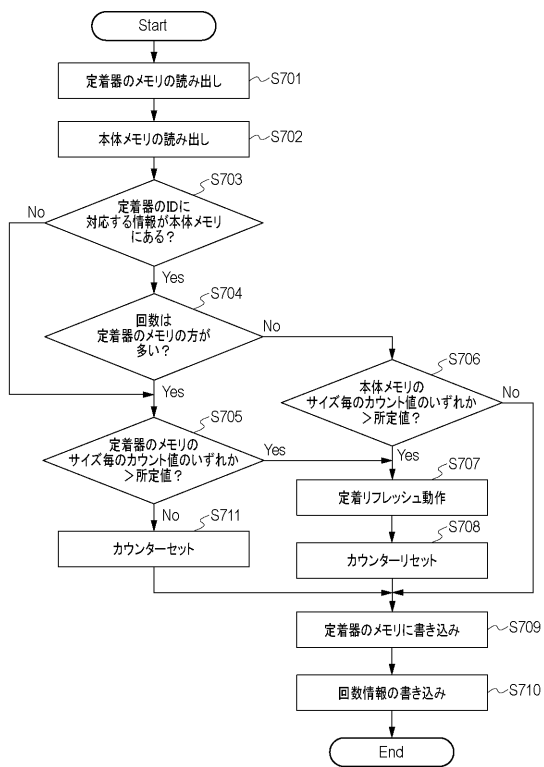 Start
定着器のメモリの読み出し
S701
本体メモリの読み出し
S702
S703
定着器のIDに
対応する情報が本体メモリ
にある？
No
Yes
S704
回数は
定着器のメモリの方が
多い？
No
Yes
S706
本体メモリの
サイズ毎のカウント値のいずれか
＞所定値？
No
Yes
S705
定着器のメモリの
サイズ毎のカウント値のいずれか
＞所定値？
Yes
No
S707
定着リフレッシュ動作
S711
カウンターセット
S708
カウンターリセット
定着器のメモリに書き込み
S709
回数情報の書き込み
S710
End